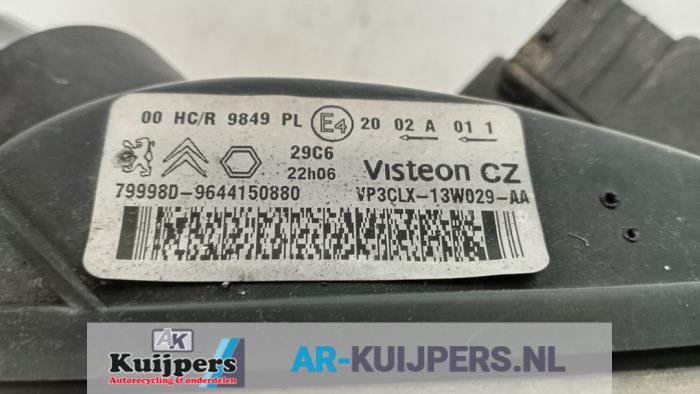 00 HC/R 9849 PL E4 20 02 A 01 1
29C6
22h06
Visteon CZ
79998D-9644150880
VP3CLX-13W029-AA
AK
Kuijpers
Autorecycling & onderdelen
AR-KUIJPERS.NL